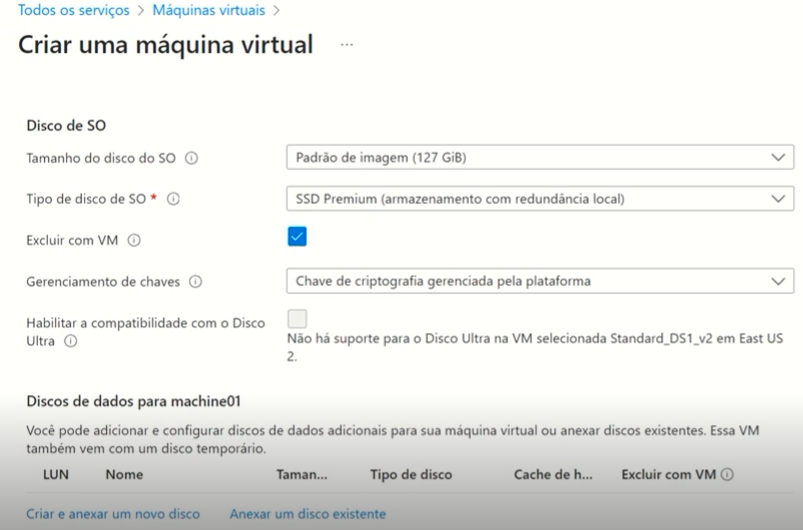 Todos os serviços > Máquinas virtuais >
Criar uma máquina virtual ...
Disco de SO
Tamanho do disco do SO
Padrão de imagem (127 GiB)
Tipo de disco de SO *
SSD Premium (armazenamento com redundância local)
Excluir com VM
Gerenciamento de chaves
Chave de criptografia gerenciada pela plataforma
Habilitar a compatibilidade com o Disco
Ultra
Não há suporte para o Disco Ultra na VM selecionada Standard_DS1_v2 em East US
2.
Discos de dados para machine01
Você pode adicionar e configurar discos de dados adicionais para sua máquina virtual ou anexar discos existentes. Essa VM
também vem com um disco temporário.
LUN Nome Taman... Tipo de disco Cache de h... Excluir com VM
Criar e anexar um novo disco Anexar um disco existente